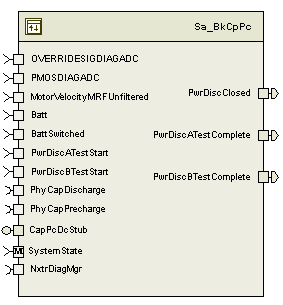 Sa_BkCpPc
OVERRIDESIGDIAGADC
PMOSDIAGADC
MotorVelocityMRFUnfiltered
PwrDiscClosed
Batt
BattSwitched
PwrDiscATestComplete
PwrDiscATestStart
PwrDiscBTestStart
PwrDiscBTestComplete
PhyCapDischarge
PhyCapPrecharge
CapPcDcStub
M
SystemState
NxtrDiagMgr